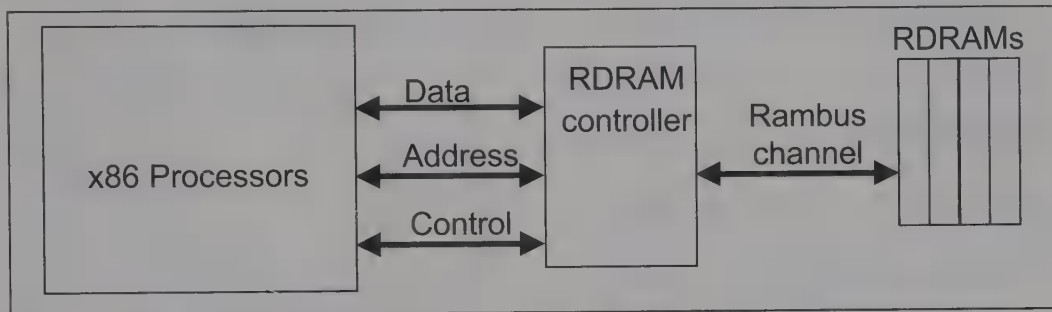 x86 Processors
Data
Address
Control
RDRAM
controller
Rambus
channel
RDRAMs